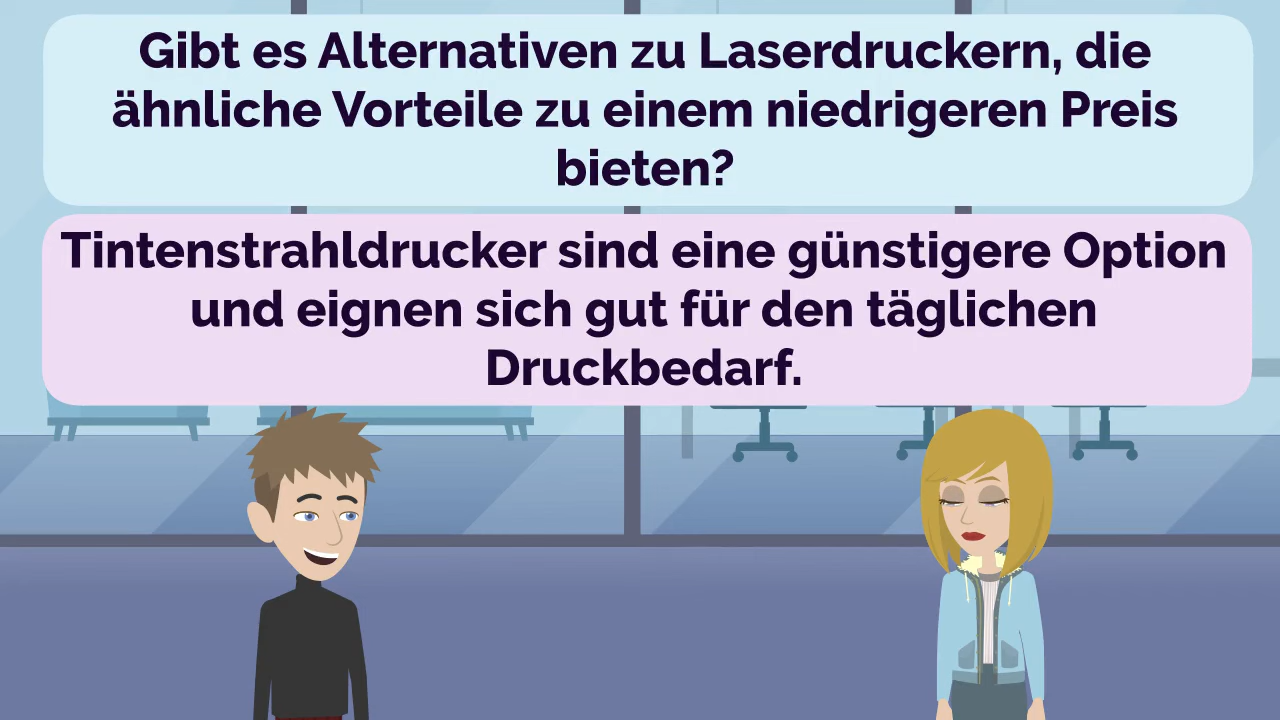 Gibt es Alternativen zu Laserdruckern, die
ähnliche Vorteile zu einem niedrigeren Preis
bieten?
Tintenstrahldrucker sind eine günstigere Option
und eignen sich gut für den täglichen
Druckbedarf.